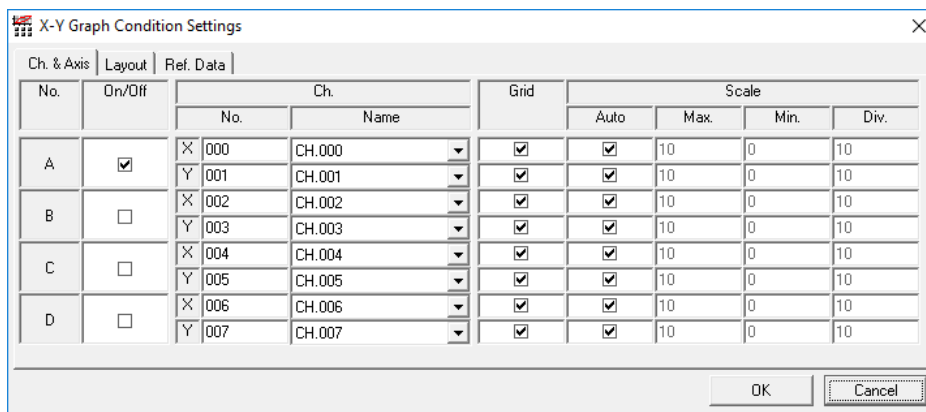 X-Y Graph Condition Settings
Ch. & Axis Layout Ref. Data
No. On/Off Ch. Grid Scale
No. Name Auto Max. Min. Div.
A X 000 CH.000 10 0 10
Y 001 CH.001 10 0 10
B X 002 CH.002 10 0 10
Y 003 CH.003 10 0 10
C X 004 CH.004 10 0 10
Y 005 CH.005 10 0 10
D X 006 CH.006 10 0 10
Y 007 CH.007 10 0 10
OK Cancel